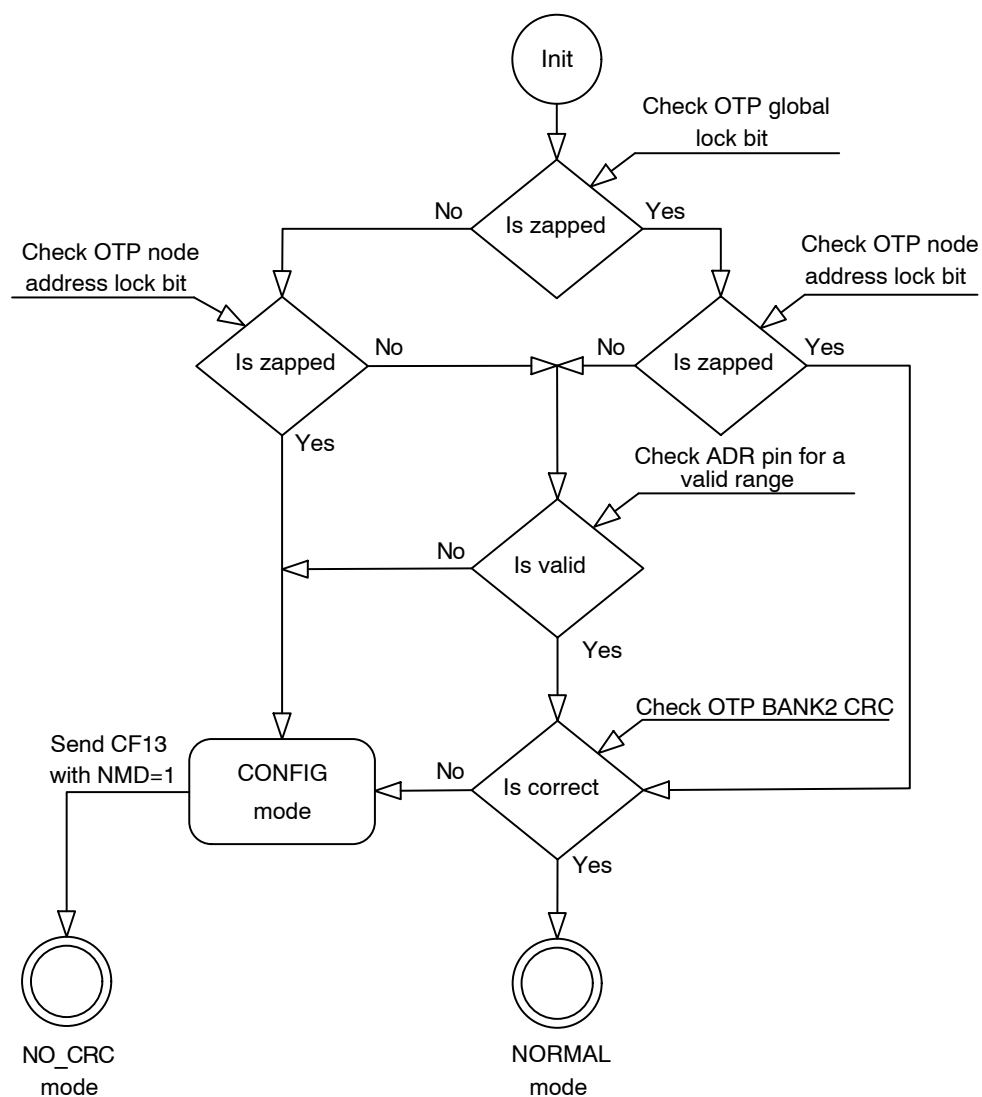 Init
Check OTP global
lock bit
No
Is zapped
Yes
Check OTP node
address lock bit
Check OTP node
address lock bit
Is zapped
No
No
Is zapped
Yes
Yes
Check ADR pin for a
valid range
No
Is valid
Yes
Check OTP BANK2 CRC
Send CF13
with NMD=1
CONFIG
mode
No
Is correct
Yes
NO_CRC
mode
NORMAL
mode